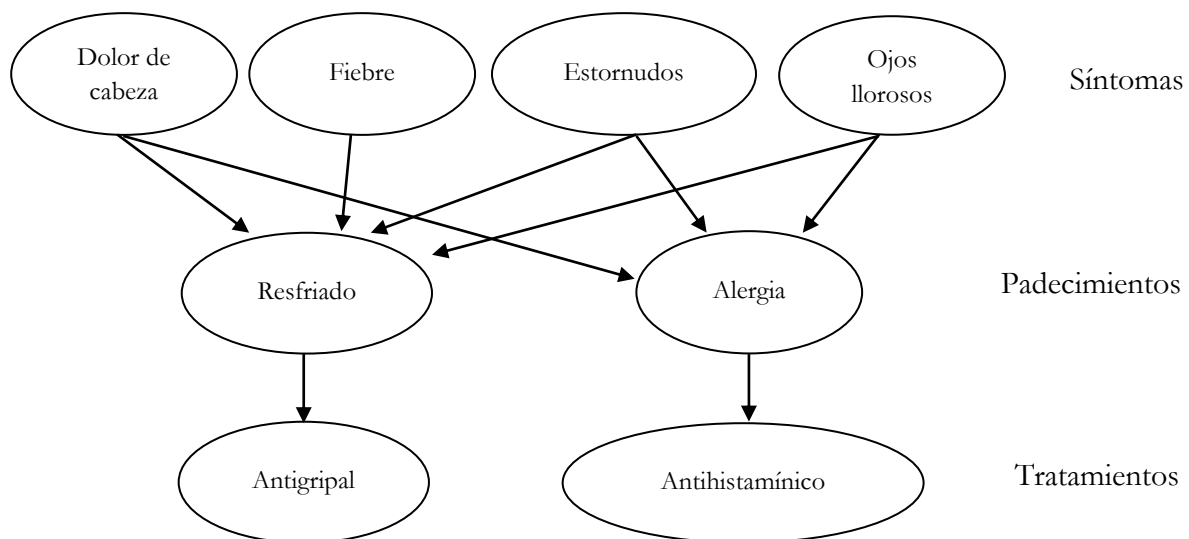 Dolor de
cabeza
Fiebre
Estornudos
Ojos
llorosos
Síntomas
Resfriado
Alergia
Padecimientos
Antigripal
Antihistamínico
Tratamientos